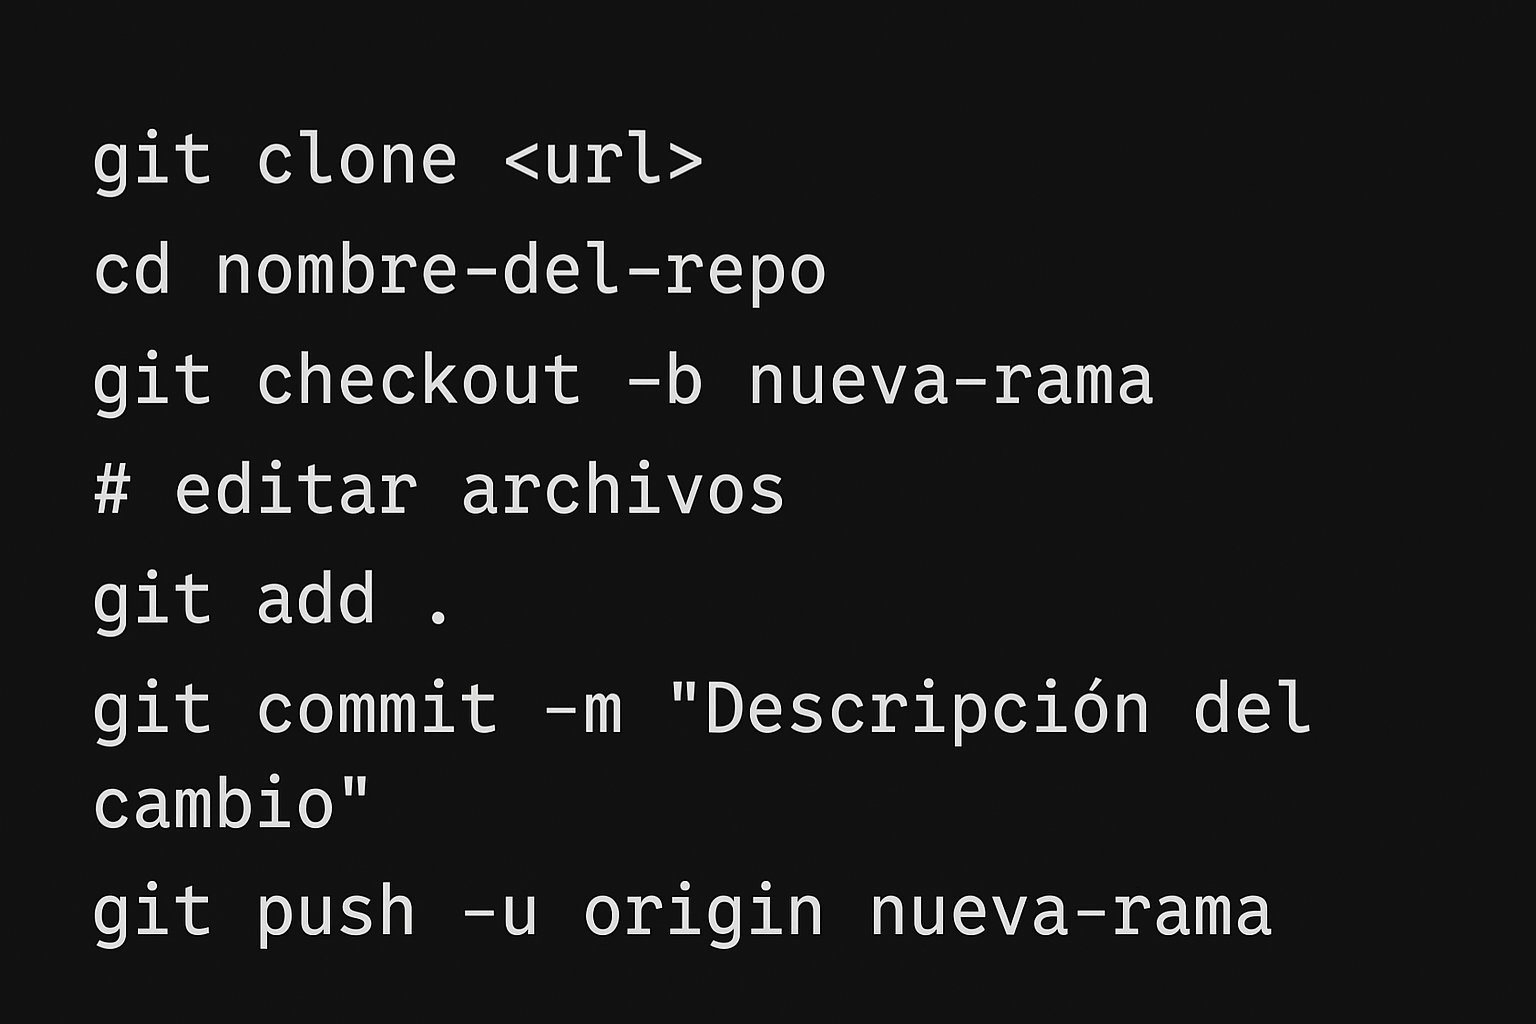 git clone <url>
cd nombre-del-repo
git checkout -b nueva-rama
# editar archivos
git add .
git commit -m "Descripción del
cambio"
git push -u origin nueva-rama